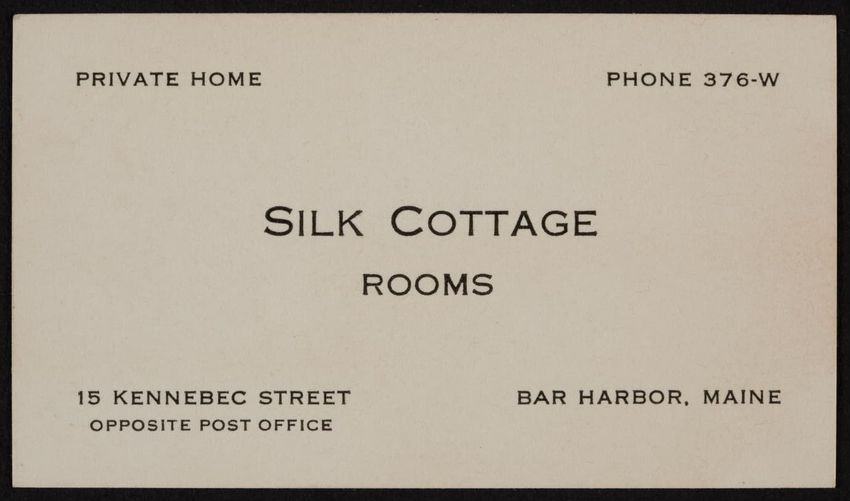 PRIVATE HOME
PHONE 376-W
SILK COTTAGE
ROOMS
15 KENNEBEC STREET
OPPOSITE POST OFFICE
BAR HARBOR, MAINE